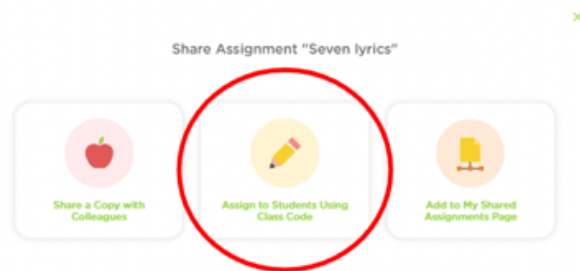 Share Assignment "Seven lyrics"
Share a Copy with
Colleagues
Assign to Students Using
Class Code
Add to My Shared
Assignments Page